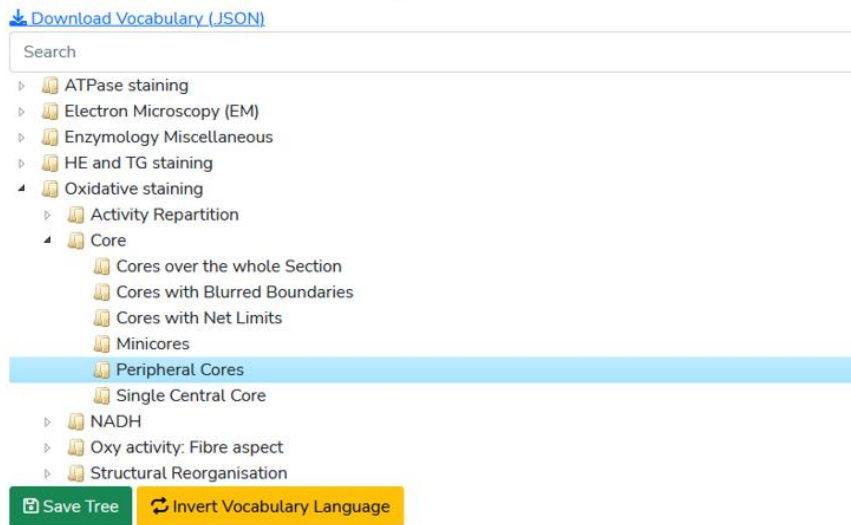 Download Vocabulary (.JSON)
Search
ATPase staining
Electron Microscopy (EM)
Enzymology Miscellaneous
HE and TG staining
Oxidative staining
Activity Repartition
Core
Cores over the whole Section
Cores with Blurred Boundaries
Cores with Net Limits
Minicores
Peripheral Cores
Single Central Core
NADH
Oxy activity: Fibre aspect
Structural Reorganisation
Save Tree Invert Vocabulary Language